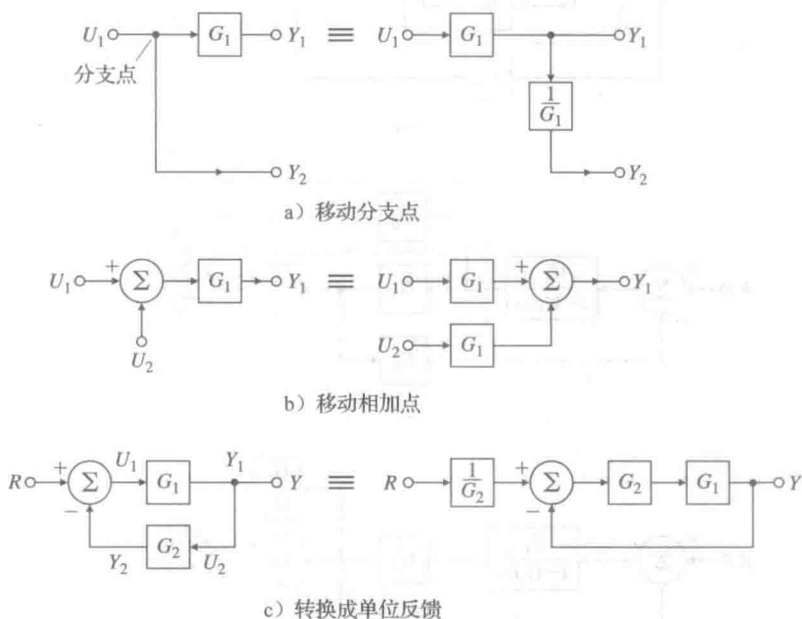 U₁ G₁ Y₁ ≡ U₁ G₁ Y₁
分支点
1/G₁
Y₂ Y₂
a）移动分支点
U₁ + Σ G₁ Y₁ ≡ U₁ G₁ + Σ Y₁
U₂ U₂ G₁
b）移动相加点
R + Σ U₁ G₁ Y₁ Y ≡ R 1/G₂ + Σ G₂ G₁ Y
− Y₂ G₂ U₂ −
c）转换成单位反馈